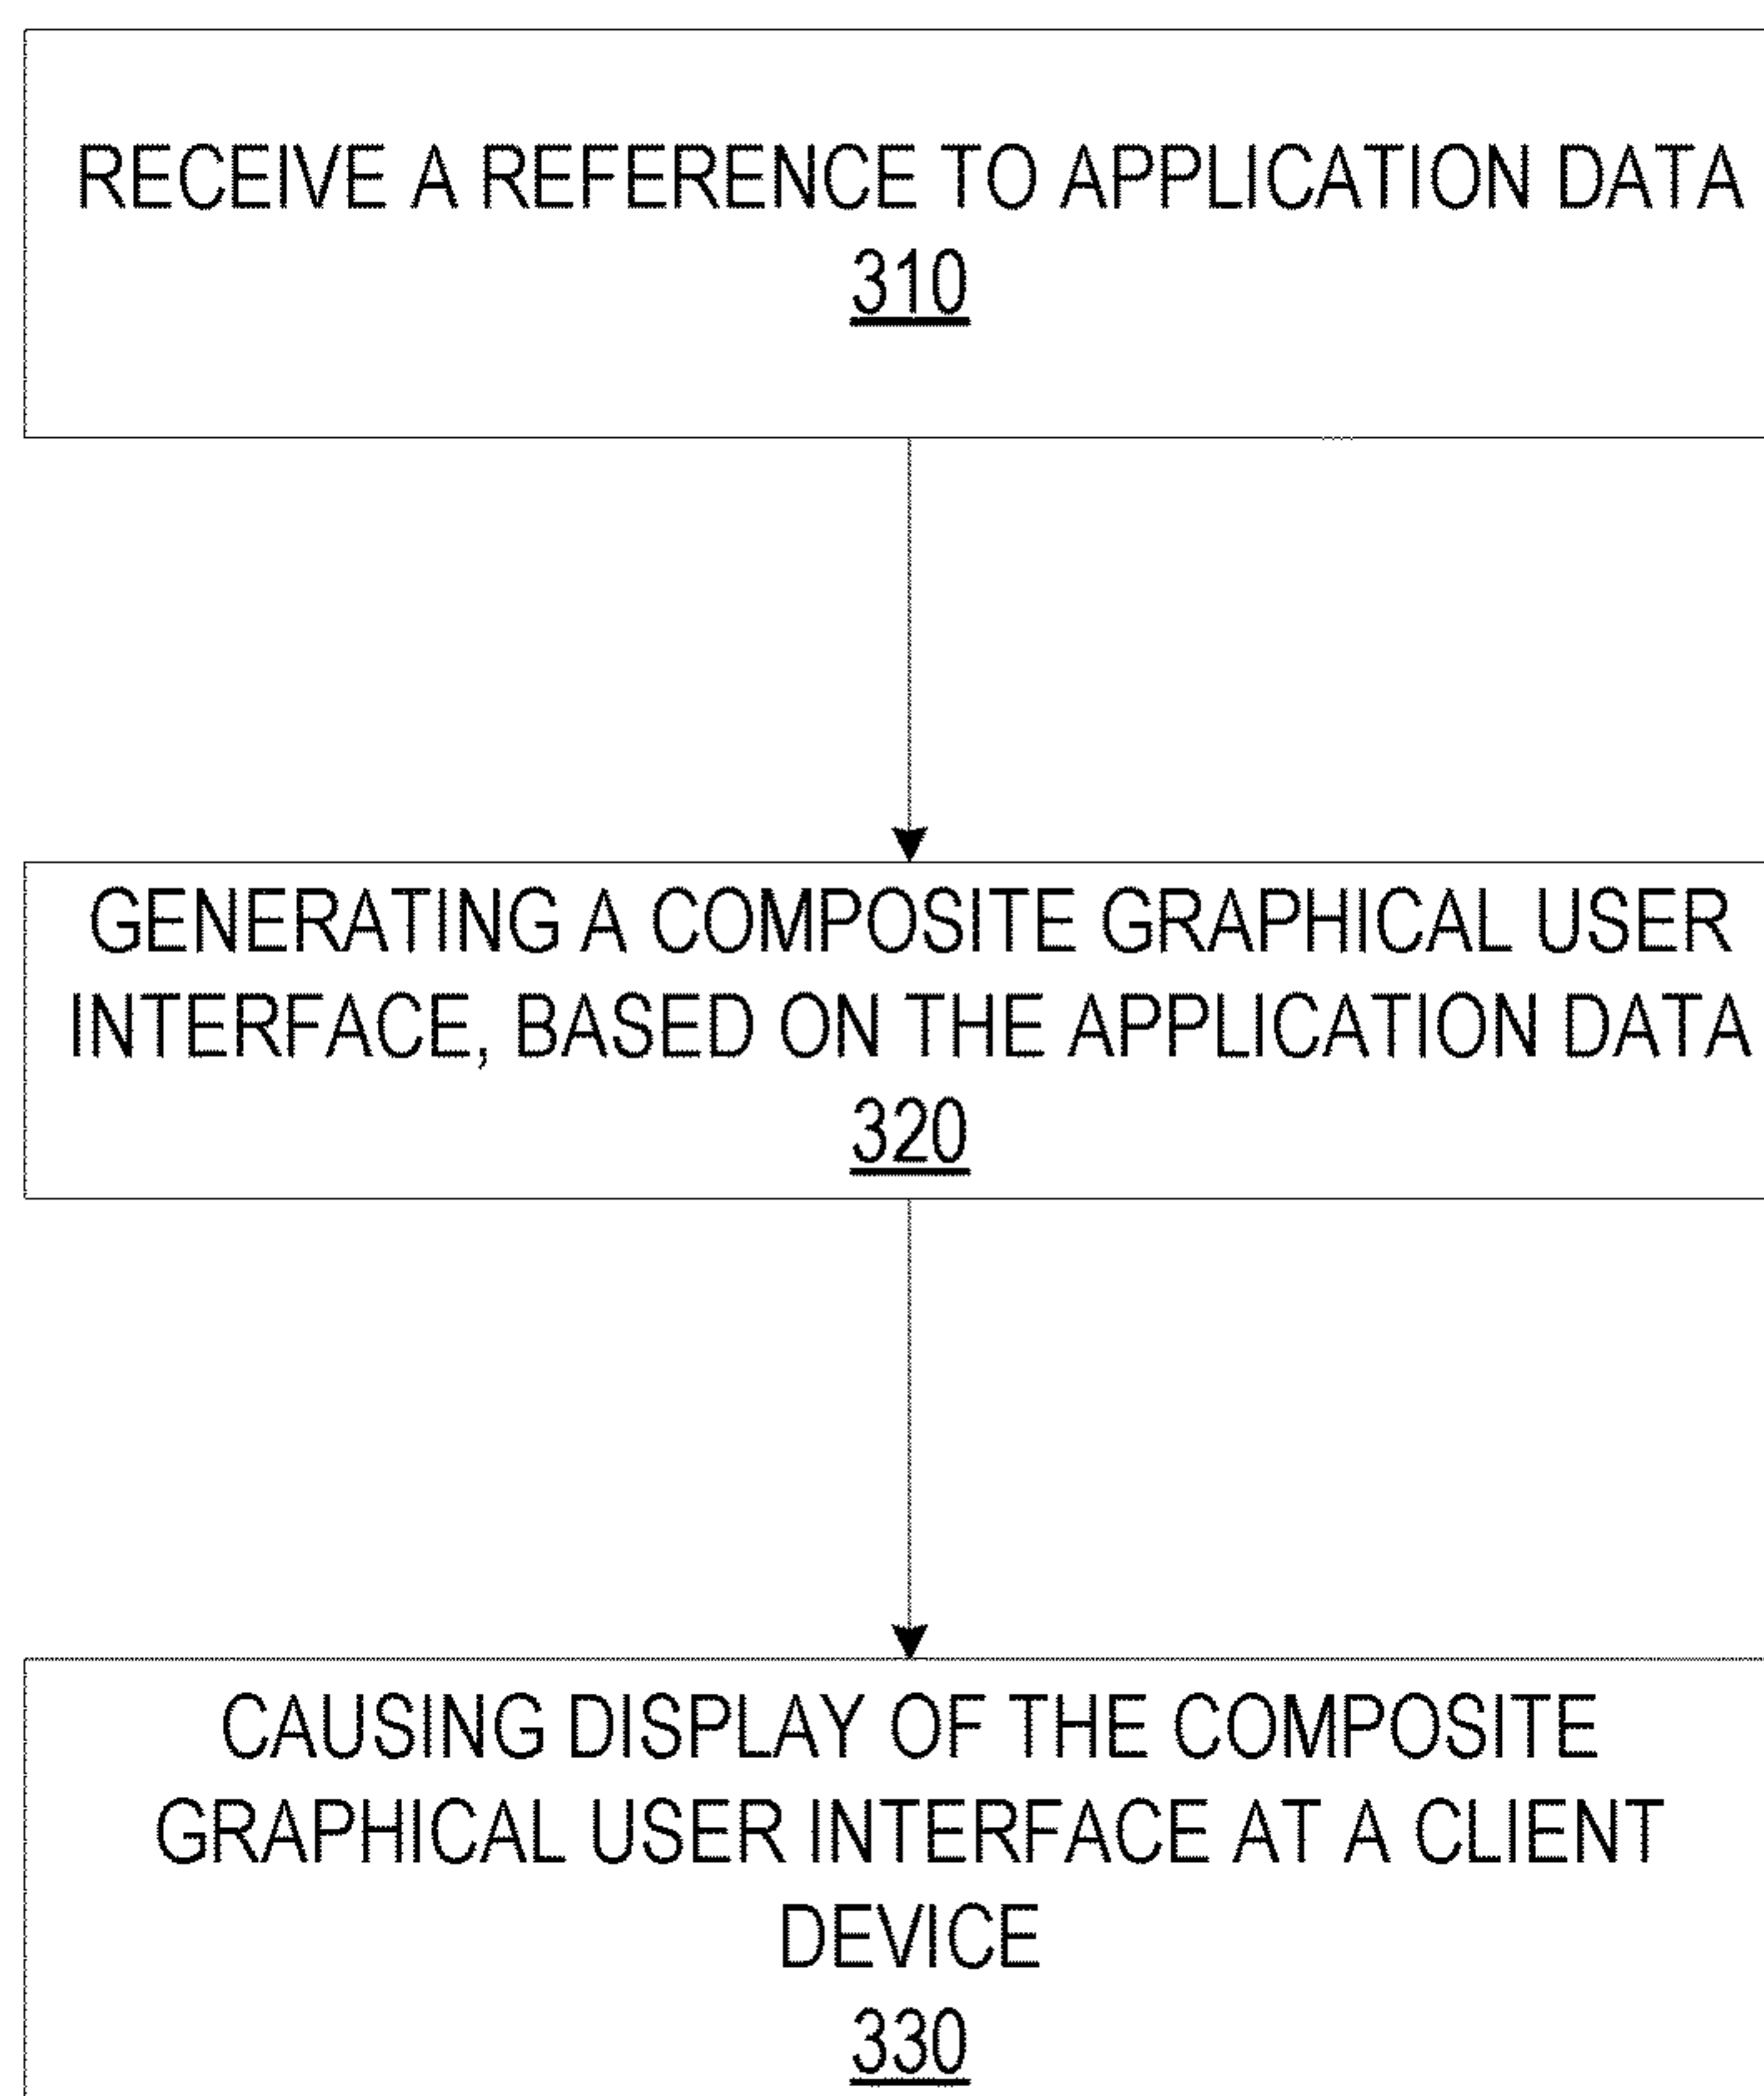 RECEIVE A REFERENCE TO APPLICATION DATA
310
GENERATING A COMPOSITE GRAPHICAL USER
INTERFACE, BASED ON THE APPLICATION DATA
320
CAUSING DISPLAY OF THE COMPOSITE
GRAPHICAL USER INTERFACE AT A CLIENT
DEVICE
330